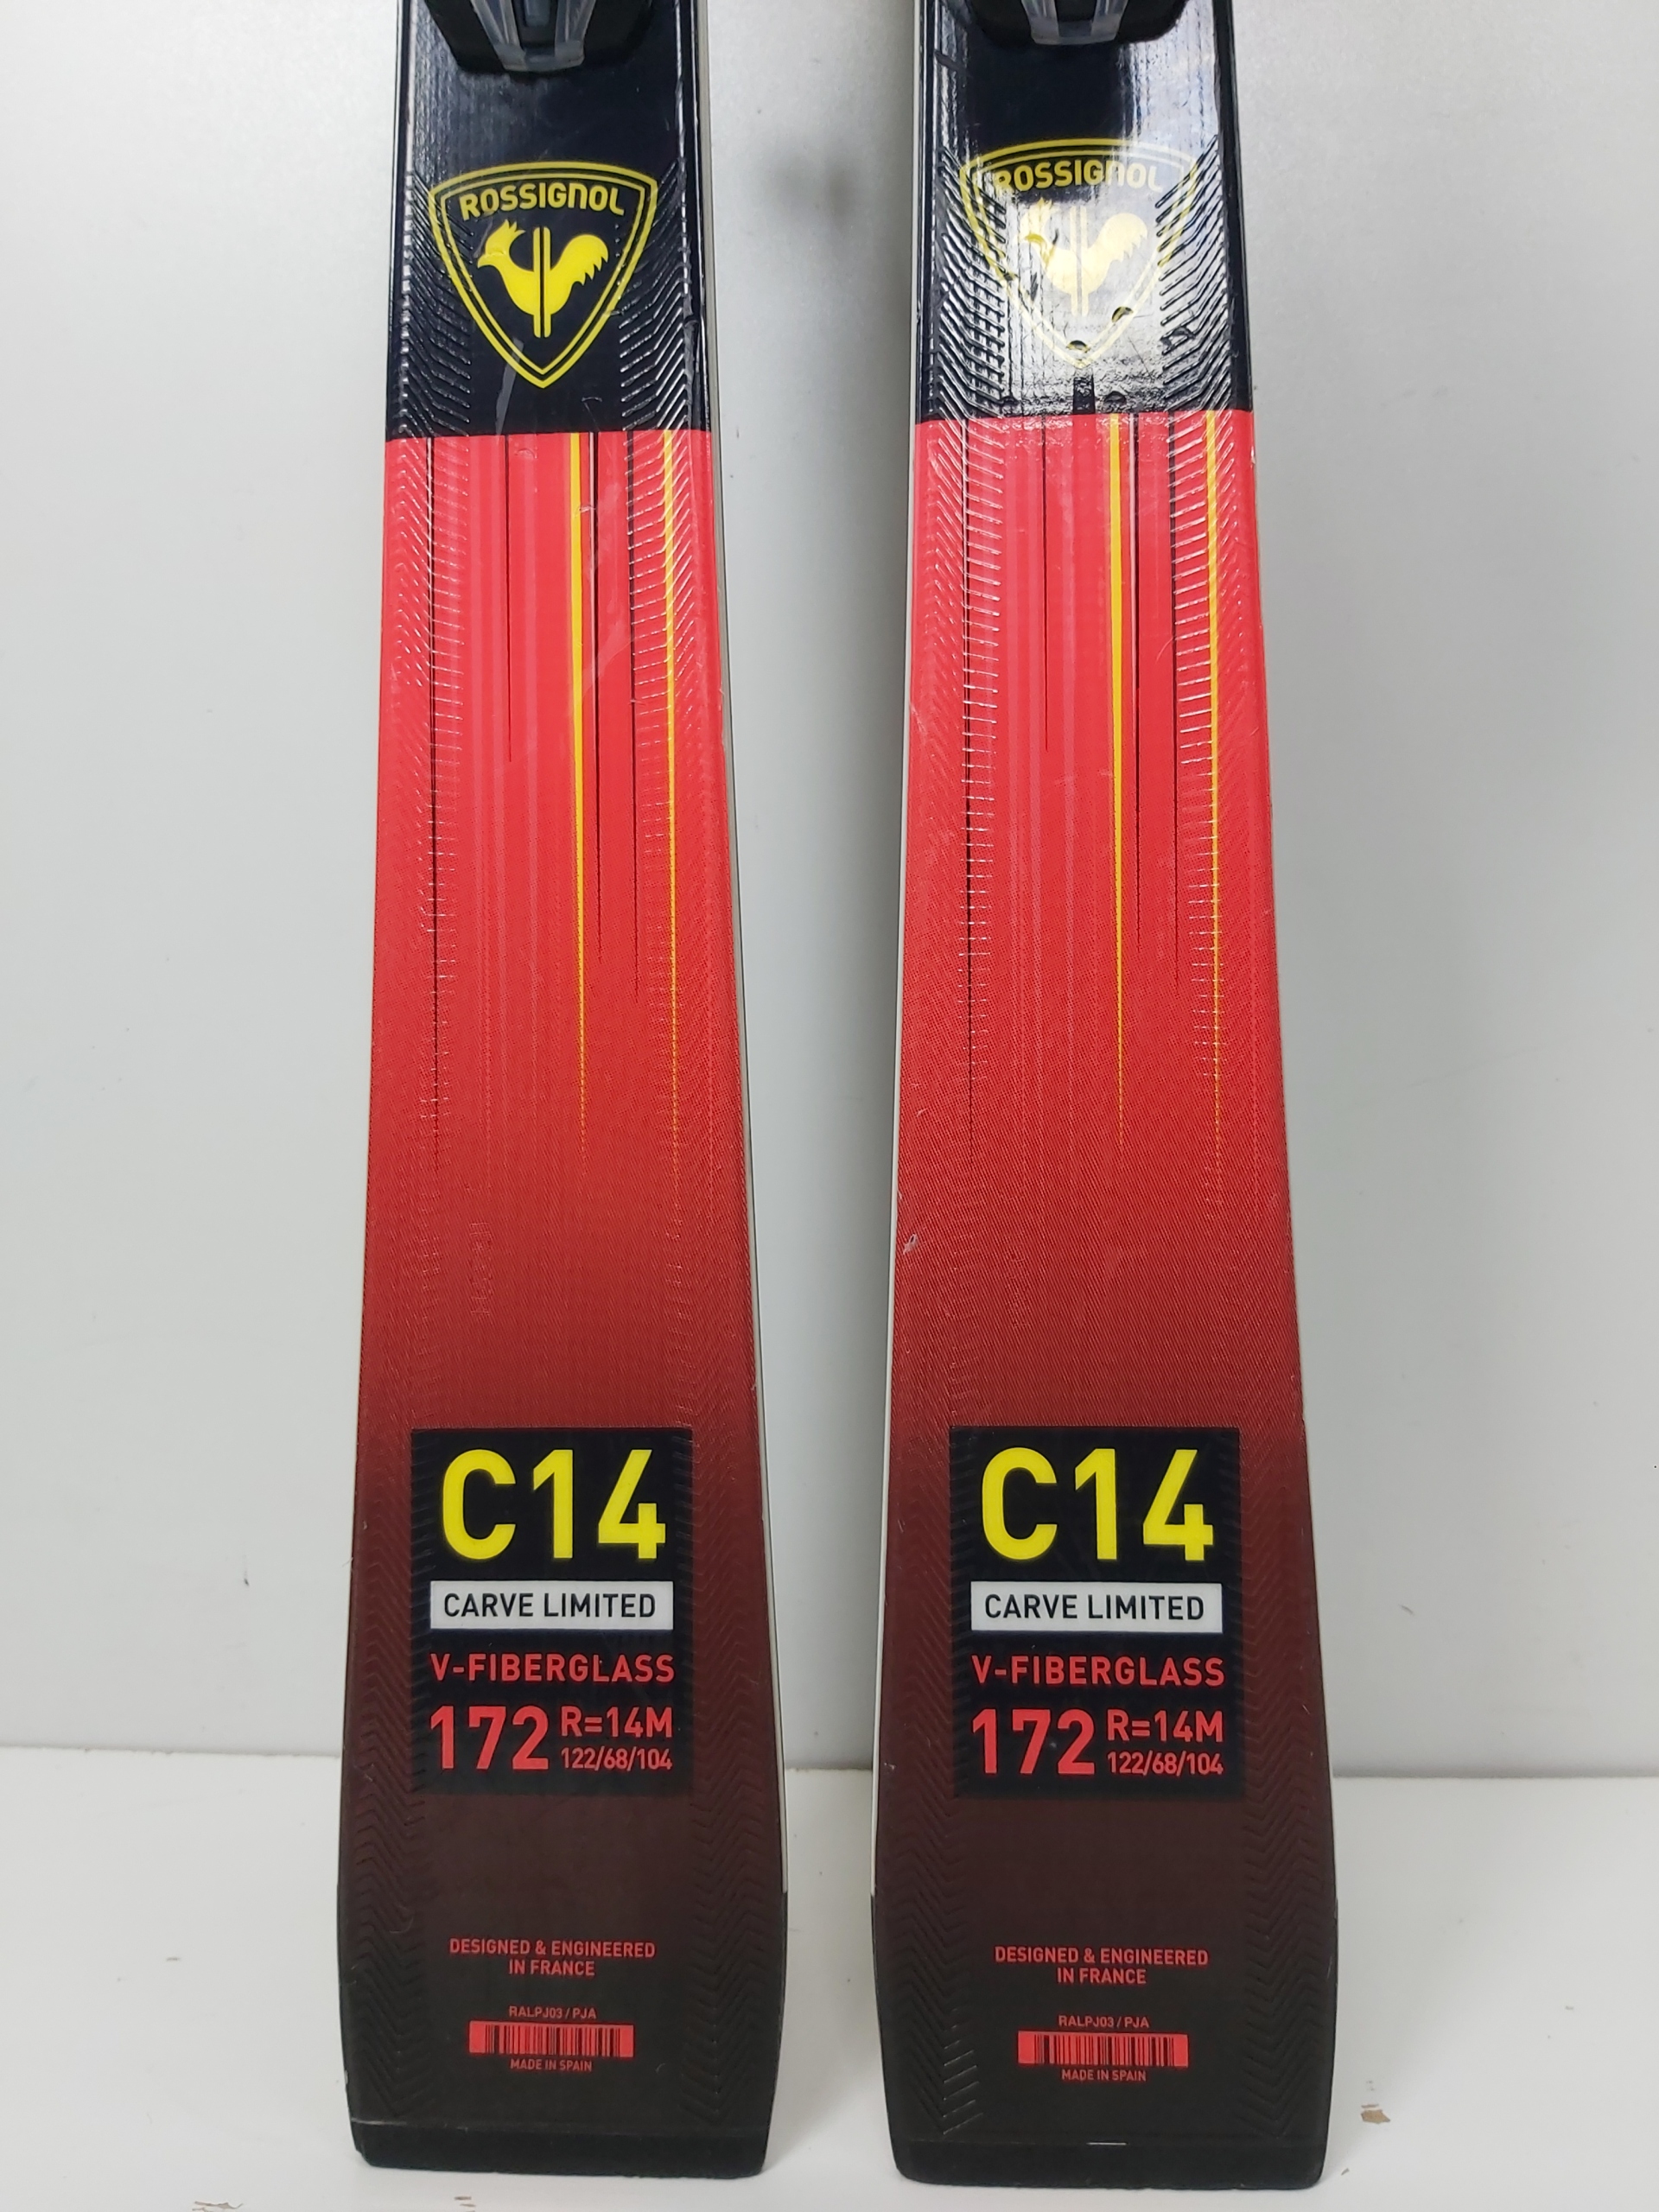 ROSSIGNOL
C14
CARVE LIMITED
V-FIBERGLASS
172 R=14M
122/68/104
DESIGNED & ENGINEERED
IN FRANCE
RALPJ03 / PJA
MADE IN SPAIN
ROSSIGNOL
C14
CARVE LIMITED
V-FIBERGLASS
172 R=14M
122/68/104
DESIGNED & ENGINEERED
IN FRANCE
RALPJ03 / PJA
MADE IN SPAIN